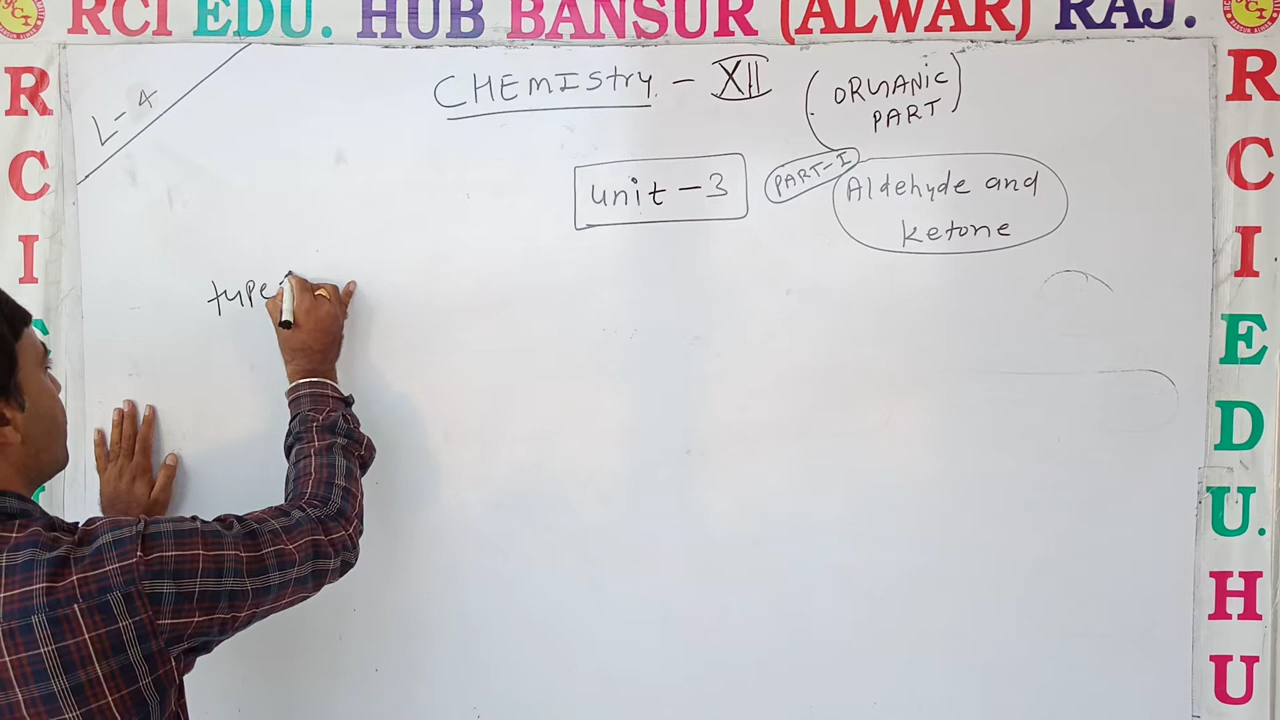 RCI EDU. HUB BANSUR (ALWAR) RAJ.
L-4
CHEMIStry - XII
(ORGANIC
PART)
unit - 3
PART-I
Aldehyde and
ketone
type
R
C
I
R
C
I
E
D
U.
H
U